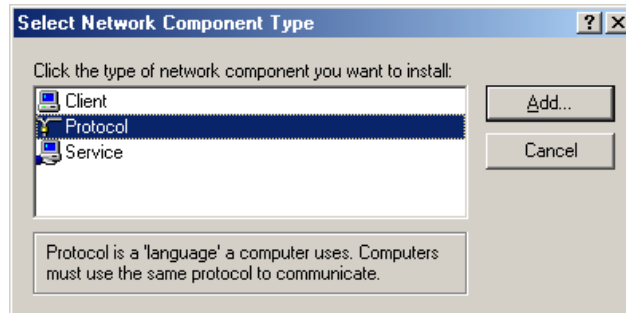 Select Network Component Type
Click the type of network component you want to install:
Client
Protocol
Service
Add...
Cancel
Protocol is a 'language' a computer uses. Computers
must use the same protocol to communicate.